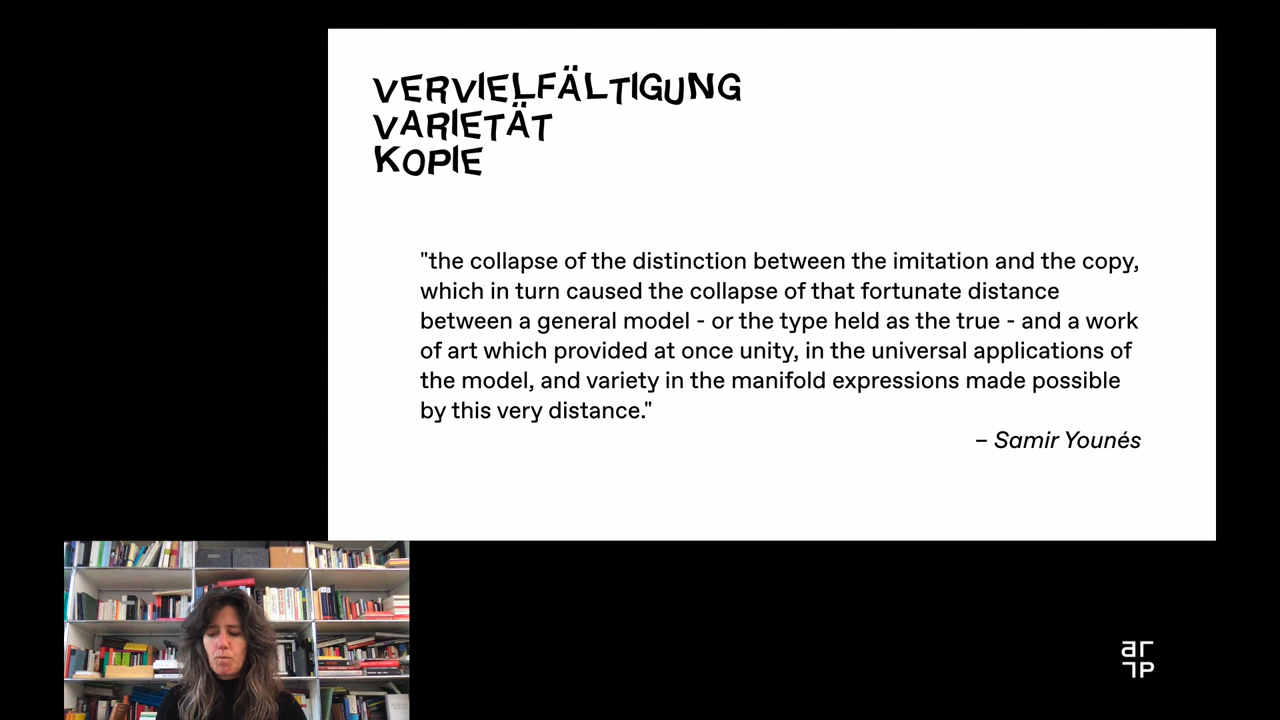 VERVIELFÄLTIGUNG
VARIETÄT
KOPIE
"the collapse of the distinction between the imitation and the copy,
which in turn caused the collapse of that fortunate distance
between a general model - or the type held as the true - and a work
of art which provided at once unity, in the universal applications of
the model, and variety in the manifold expressions made possible
by this very distance."
– Samir Younés